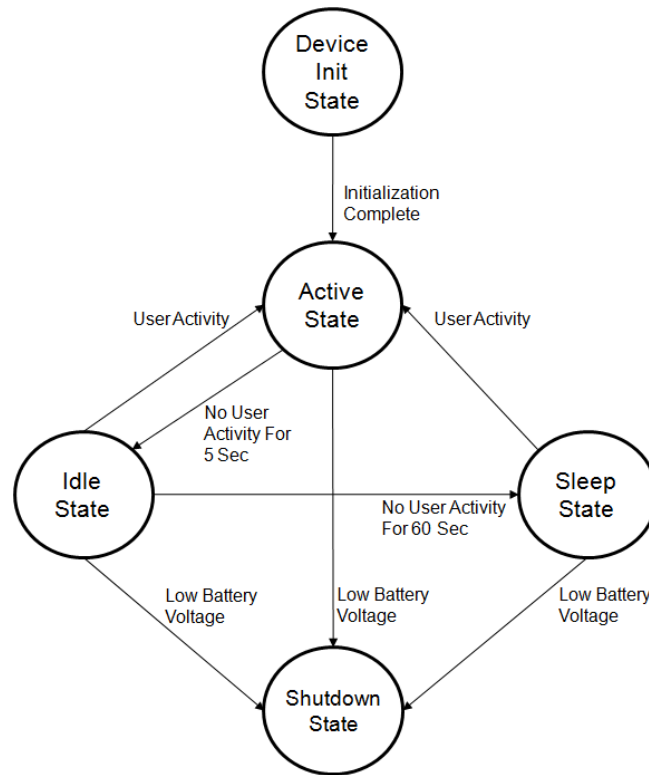 Device
Init
State
Initialization
Complete
Active
State
User Activity
User Activity
No User
Activity For
5 Sec
Idle
State
Sleep
State
No User Activity
For 60 Sec
Low Battery
Voltage
Low Battery
Voltage
Low Battery
Voltage
Shutdown
State